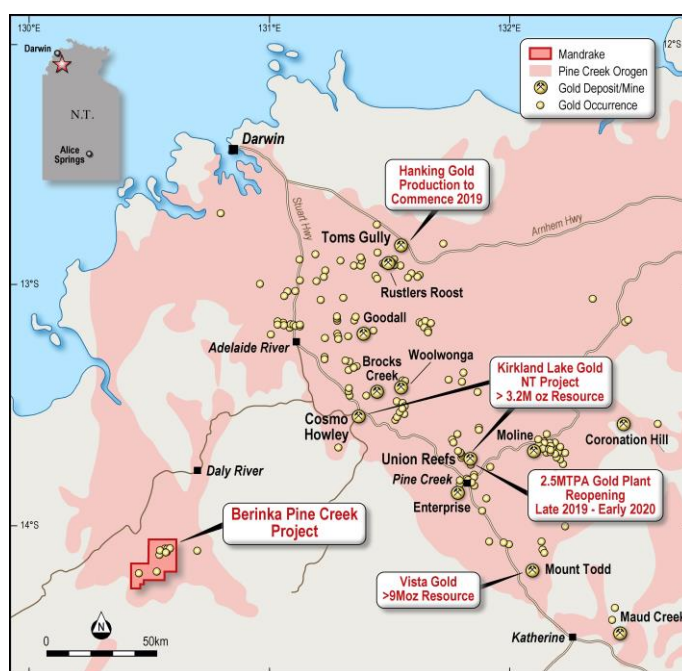 130°E
131°E
132°E
12°S
Darwin
N.T.
Alice
Springs
Mandrake
Pine Creek Orogen
Gold Deposit/Mine
Gold Occurrence
Darwin
Hanking Gold
Production to
Commence 2019
Stuart Hwy
Arnhem Hwy
Toms Gully
13°S
Rustlers Roost
Goodall
Adelaide River
Brocks
Creek
Woolwonga
Kirkland Lake Gold
NT Project
> 3.2M oz Resource
Cosmo
Howley
Moline
Coronation Hill
Union Reefs
Daly River
Pine Creek
2.5MTPA Gold Plant
Reopening
Late 2019 - Early 2020
Enterprise
14°S
Berinka Pine Creek
Project
Vista Gold
>9Moz Resource
Mount Todd
Maud Creek
N
Katherine
0
50km